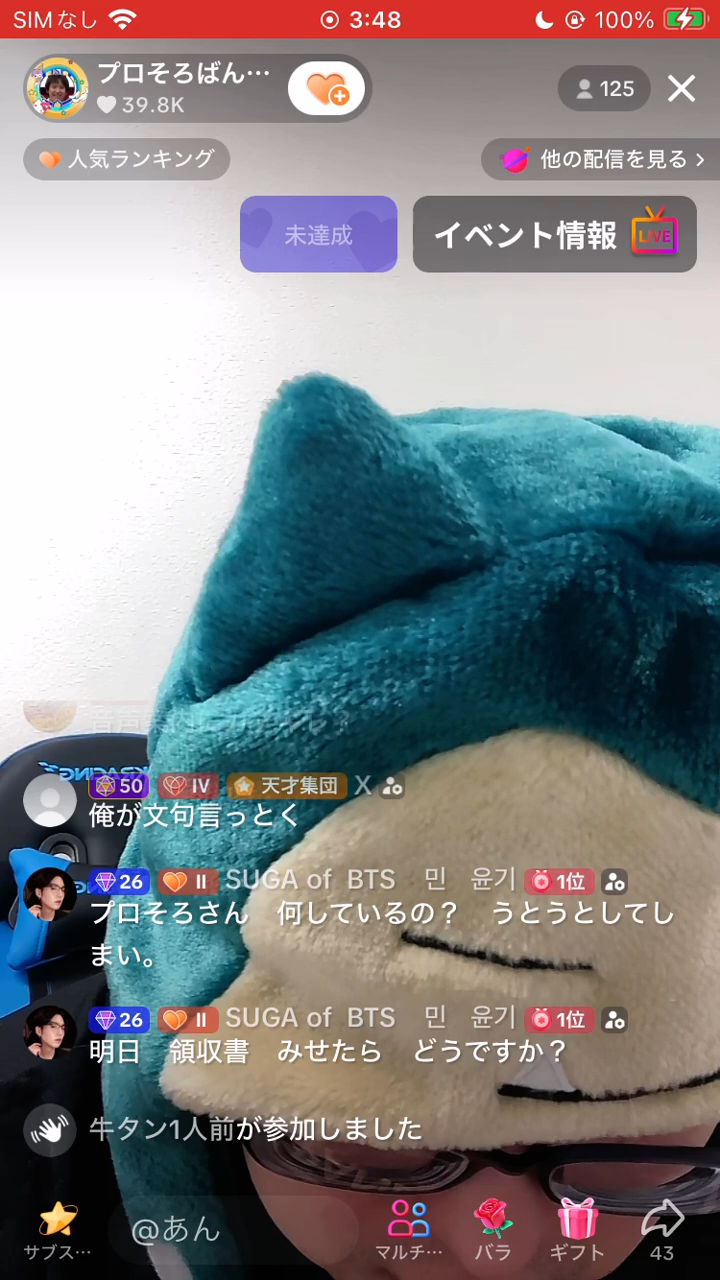 SIMなし 3:48 100%
プロそろばん… 39.8K 125
人気ランキング 他の配信を見る
未達成 イベント情報 LIVE
50 IV 天才集団 X
俺が文句言っとく
26 II SUGA of BTS 민 윤기 1位
プロそろさん 何しているの？ うとうとしてし
まい。
26 II SUGA of BTS 민 윤기 1位
明日 領収書 みせたら どうですか？
牛タン1人前が参加しました
@あん
サブス… マルチ… バラ ギフト 43